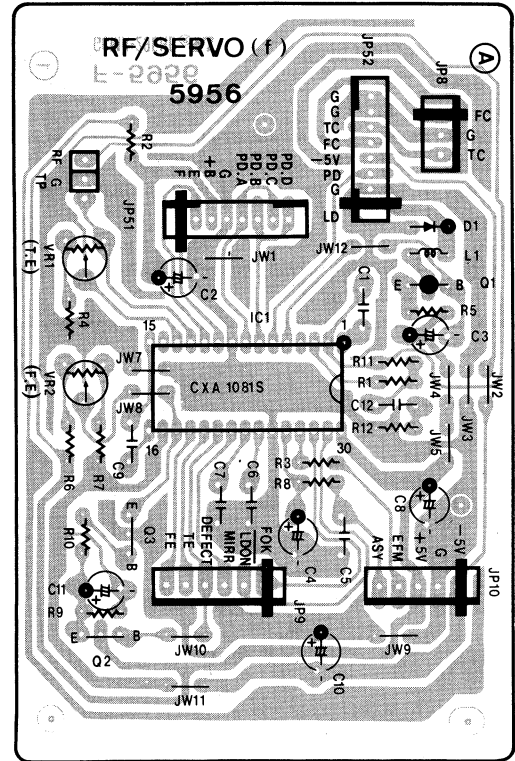 RF/SERVO (f)
F-5956
5956
A
JP52
JP8
G
G
TC
FC
-5V
PD
G
LD
FC
G
TC
R2
RF
G
TP
JP51
F
E
+B
G
PD.A
PD.B
PD.C
PD.D
D1
L1
VR1
(T.E)
JW1
JW12
C2
C1
E
B
Q1
R5
R4
IC1
15
1
C3
VR2
(F.E)
JW7
JW8
CXA 1081S
R11
R1
C12
R12
JW4
JW3
JW2
JW5
16
30
R6
R7
C9
C7
C6
R3
R8
C8
R10
E
Q3
B
FE
TE
DEFECT
MIRR
LDON
FOK
C4
C5
ASY
EFM
+5V
G
-5V
C11
R9
JP9
JP10
E
B
Q2
JW10
JW9
JW11
C10